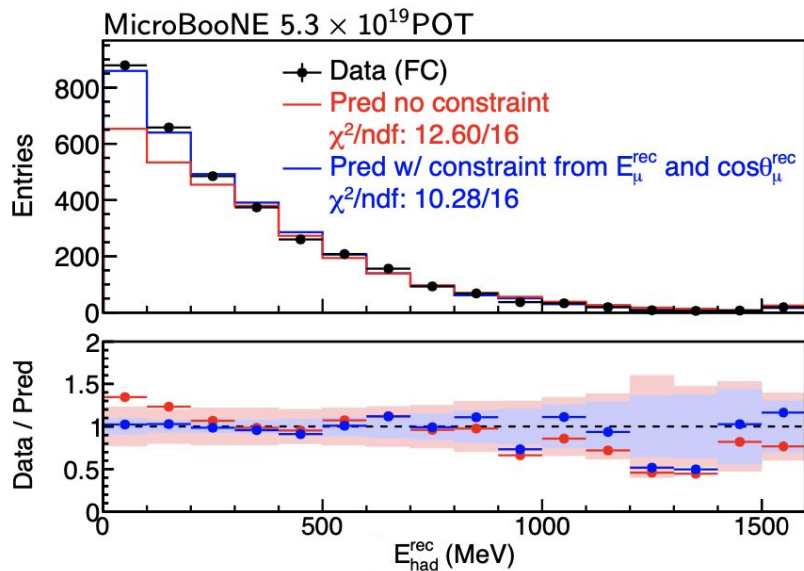 MicroBooNE 5.3 × 10¹⁹POT
Data (FC)
Pred no constraint
χ²/ndf: 12.60/16
Pred w/ constraint from E_μ^rec and cosθ_μ^rec
χ²/ndf: 10.28/16
Entries
800
600
400
200
0
Data / Pred
2
1.5
1
0.5
0
0 500 1000 1500
E_had^rec (MeV)